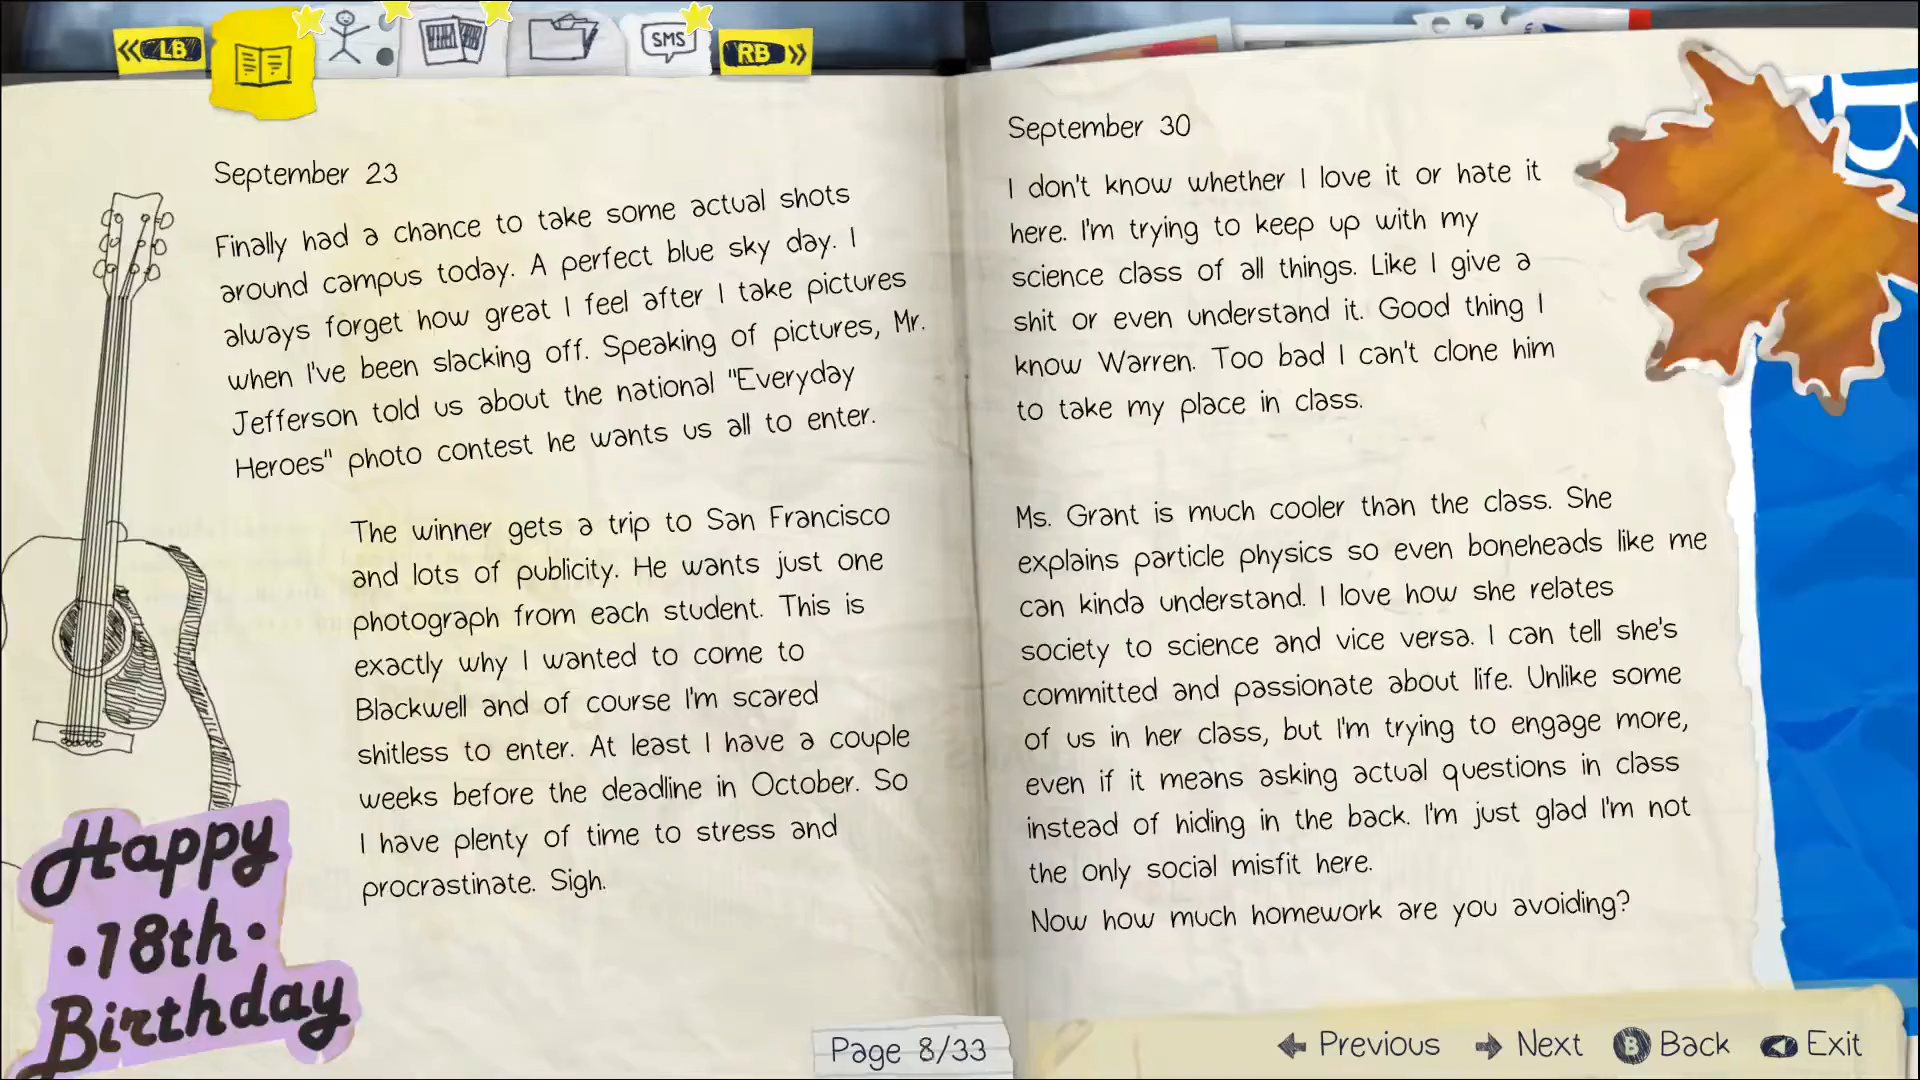 LB
SMS
RB
September 23
Finally had a chance to take some actual shots
around campus today. A perfect blue sky day. I
always forget how great I feel after I take pictures
when I've been slacking off. Speaking of pictures, Mr.
Jefferson told us about the national "Everyday
Heroes" photo contest he wants us all to enter.
The winner gets a trip to San Francisco
and lots of publicity. He wants just one
photograph from each student. This is
exactly why I wanted to come to
Blackwell and of course I'm scared
shitless to enter. At least I have a couple
weeks before the deadline in October. So
I have plenty of time to stress and
procrastinate. Sigh.
Happy
•18th•
Birthday
September 30
I don't know whether I love it or hate it
here. I'm trying to keep up with my
science class of all things. Like I give a
shit or even understand it. Good thing I
know Warren. Too bad I can't clone him
to take my place in class.
Ms. Grant is much cooler than the class. She
explains particle physics so even boneheads like me
can kinda understand. I love how she relates
society to science and vice versa. I can tell she's
committed and passionate about life. Unlike some
of us in her class, but I'm trying to engage more,
even if it means asking actual questions in class
instead of hiding in the back. I'm just glad I'm not
the only social misfit here.
Now how much homework are you avoiding?
B
Page 8/33
Previous
Next
B Back
Exit